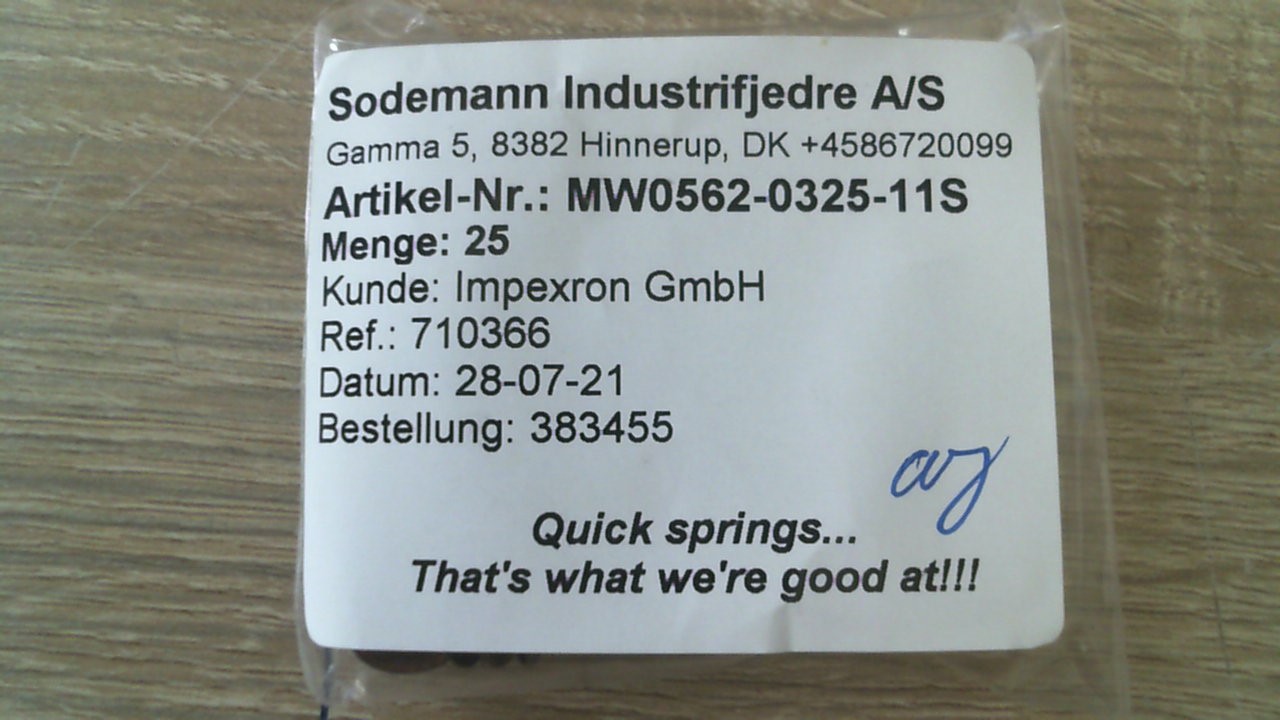 Sodemann Industrifjedre A/S
Gamma 5, 8382 Hinnerup, DK +4586720099
Artikel-Nr.: MW0562-0325-11S
Menge: 25
Kunde: Impexron GmbH
Ref.: 710366
Datum: 28-07-21
Bestellung: 383455
Quick springs...
That's what we're good at!!!